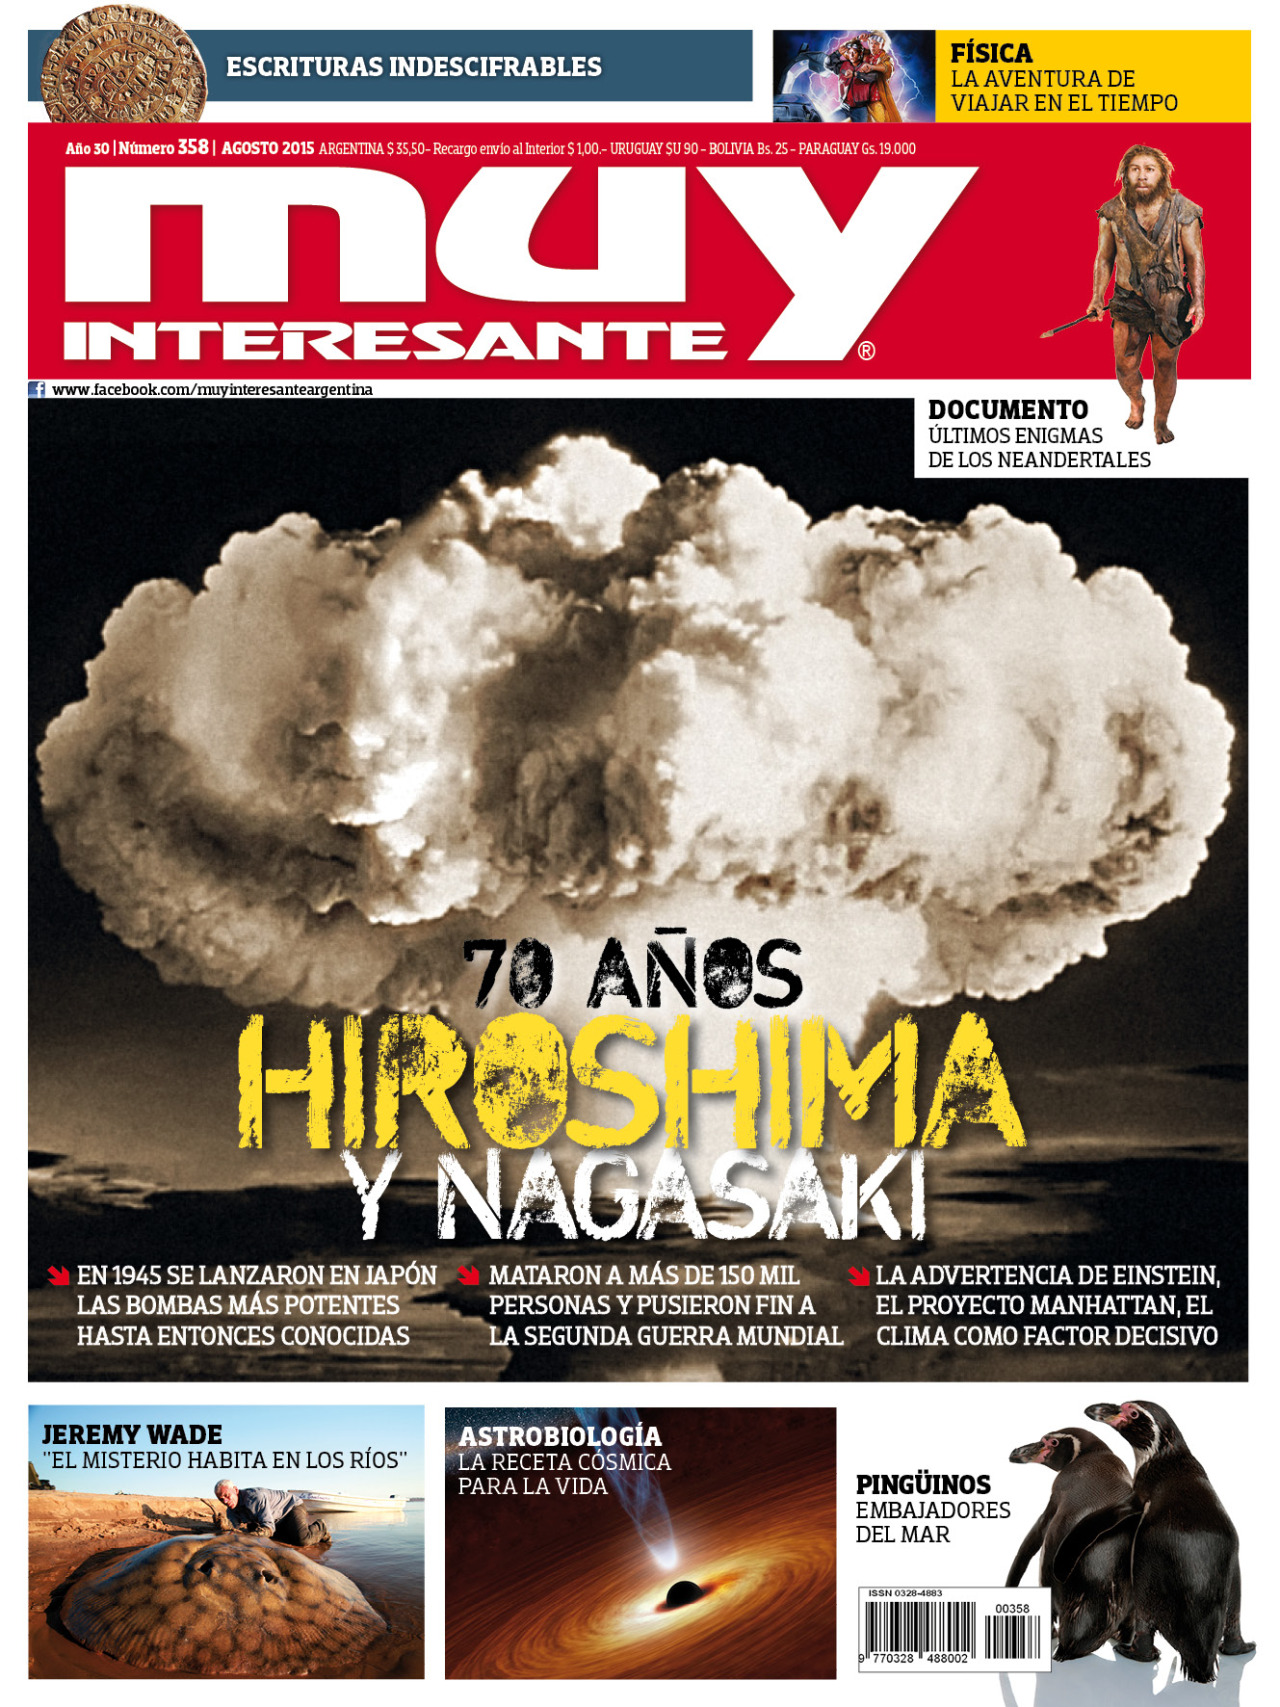 ESCRITURAS INDESCIFRABLES
FÍSICA
LA AVENTURA DE
VIAJAR EN EL TIEMPO
Año 30 | Número 358 | AGOSTO 2015 ARGENTINA $ 35,50- Recargo envío al Interior $ 1,00.- URUGUAY $U 90 - BOLIVIA Bs. 25 - PARAGUAY Gs. 19.000
muy
INTERESANTE ®
www.facebook.com/muyinteresanteargentina
DOCUMENTO
ÚLTIMOS ENIGMAS
DE LOS NEANDERTALES
70 AÑOS
HIROSHIMA
Y NAGASAKI
EN 1945 SE LANZARON EN JAPÓN
LAS BOMBAS MÁS POTENTES
HASTA ENTONCES CONOCIDAS
MATARON A MÁS DE 150 MIL
PERSONAS Y PUSIERON FIN A
LA SEGUNDA GUERRA MUNDIAL
LA ADVERTENCIA DE EINSTEIN,
EL PROYECTO MANHATTAN, EL
CLIMA COMO FACTOR DECISIVO
JEREMY WADE
"EL MISTERIO HABITA EN LOS RÍOS"
ASTROBIOLOGÍA
LA RECETA CÓSMICA
PARA LA VIDA
PINGÜINOS
EMBAJADORES
DEL MAR
ISSN 0328-4883
00358
9 770328 488002